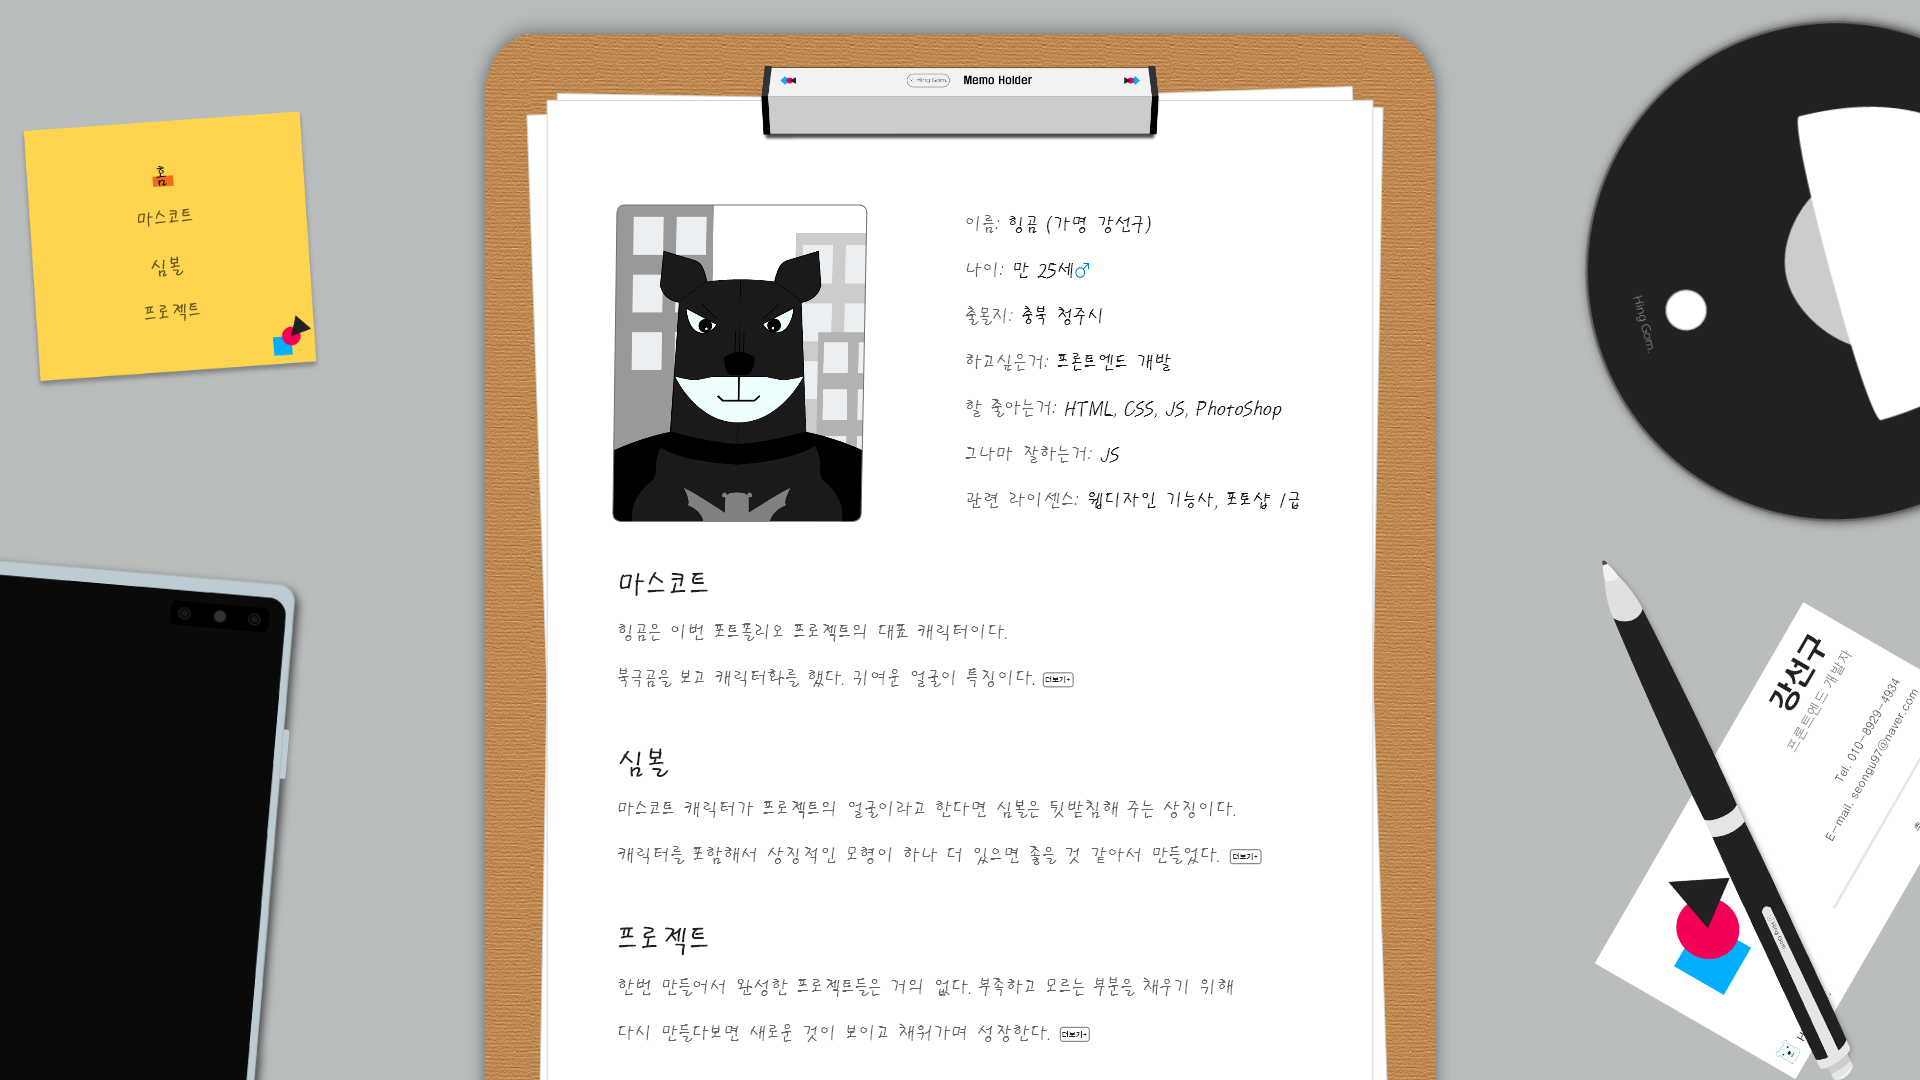 Hing Gom.
Memo Holder
홈
마스코트
심볼
프로젝트
이름: 힝곰 (가명 강선구)
나이: 만 25세♂
출몰지: 충북 청주시
하고싶은거: 프론트엔드 개발
할 줄아는거: HTML, CSS, JS, PhotoShop
그나마 잘하는거: JS
관련 라이센스: 웹디자인 기능사, 포토샵 1급
마스코트
힝곰은 이번 포트폴리오 프로젝트의 대표 캐릭터이다.
북극곰을 보고 캐릭터화를 했다. 귀여운 얼굴이 특징이다. 더보기+
심볼
마스코트 캐릭터가 프로젝트의 얼굴이라고 한다면 심볼은 뒷받침해 주는 상징이다.
캐릭터를 포함해서 상징적인 모형이 하나 더 있으면 좋을 것 같아서 만들었다. 더보기+
프로젝트
한번 만들어서 완성한 프로젝트들은 거의 없다. 부족하고 모르는 부분을 채우기 위해
다시 만들다보면 새로운 것이 보이고 채워가며 성장한다. 더보기+
Hing Gom.
강선구
프론트엔드 개발자
Tel. 010-8929-4934
E-mail. seongu97@naver.com
Hing Gom.